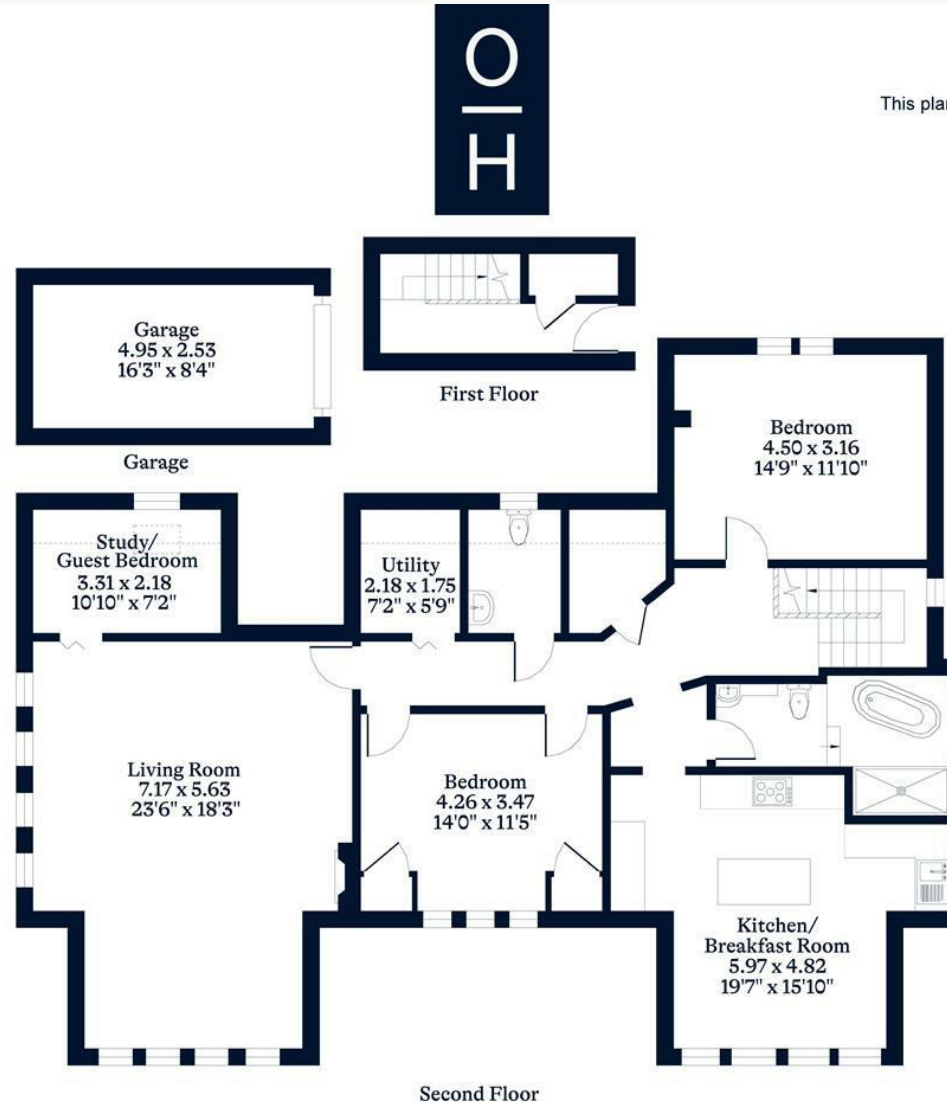 O
H
This plan
Garage
4.95 x 2.53
16'3" x 8'4"
Garage
First Floor
Bedroom
4.50 x 3.16
14'9" x 11'10"
Study/
Guest Bedroom
3.31 x 2.18
10'10" x 7'2"
Utility
2.18 x 1.75
7'2" x 5'9"
Living Room
7.17 x 5.63
23'6" x 18'3"
Bedroom
4.26 x 3.47
14'0" x 11'5"
Kitchen/
Breakfast Room
5.97 x 4.82
19'7" x 15'10"
Second Floor